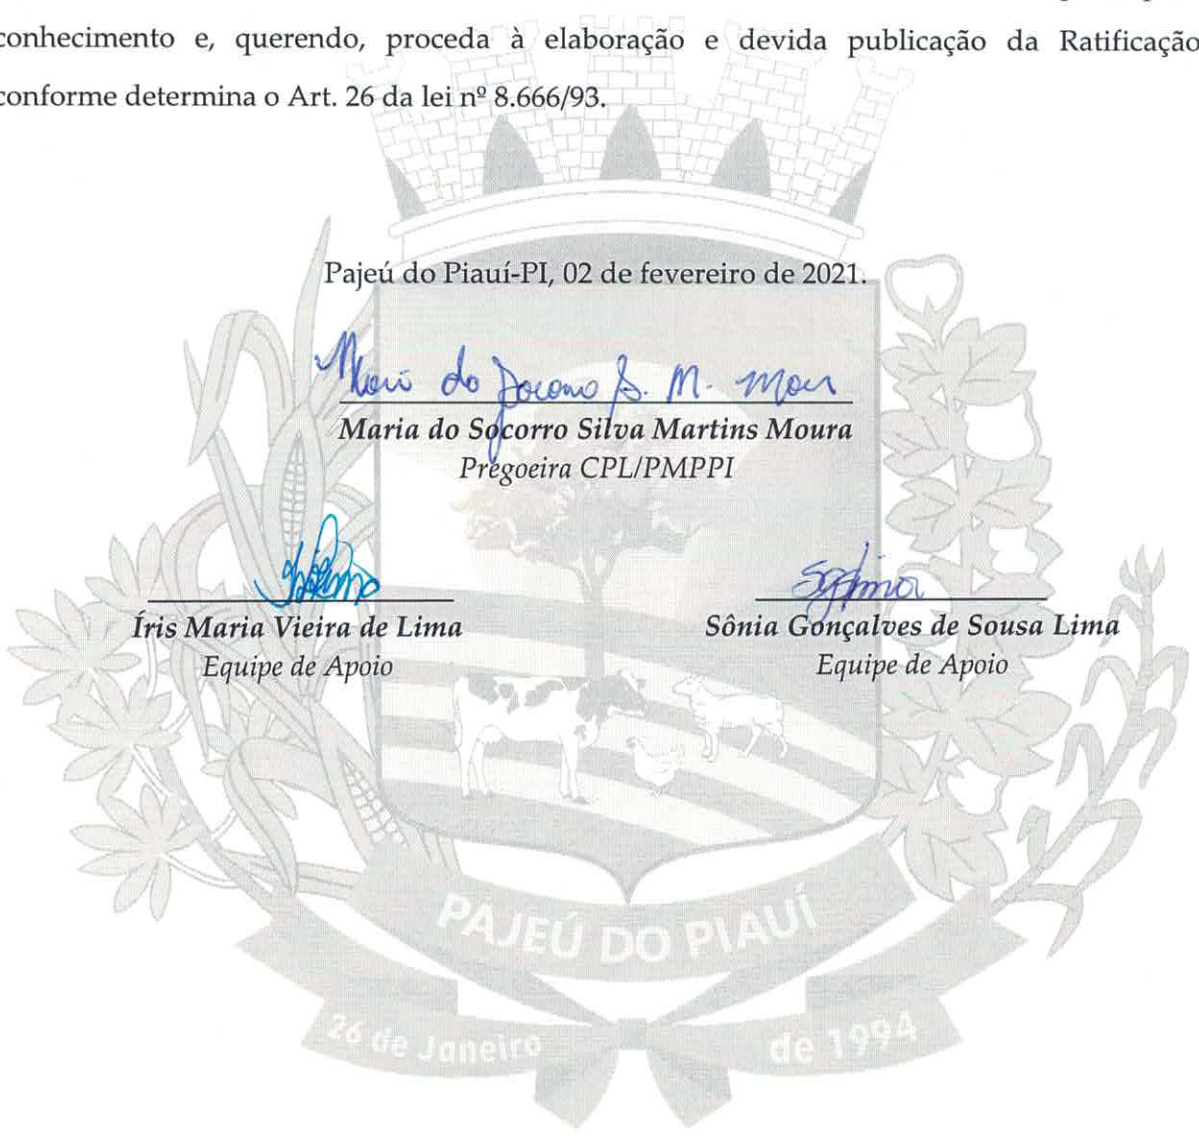 conhecimento e, querendo, proceda à elaboração e devida publicação da Ratificação
conforme determina o Art. 26 da lei nº 8.666/93.
Pajeú do Piauí-PI, 02 de fevereiro de 2021.
Maria do Socorro S. M. Moura
Maria do Socorro Silva Martins Moura
Pregoeira CPL/PMPPI
Íris Maria Vieira de Lima
Equipe de Apoio
Sônia Gonçalves de Sousa Lima
Equipe de Apoio
PAJEÚ DO PIAUÍ
26 de Janeiro de 1994